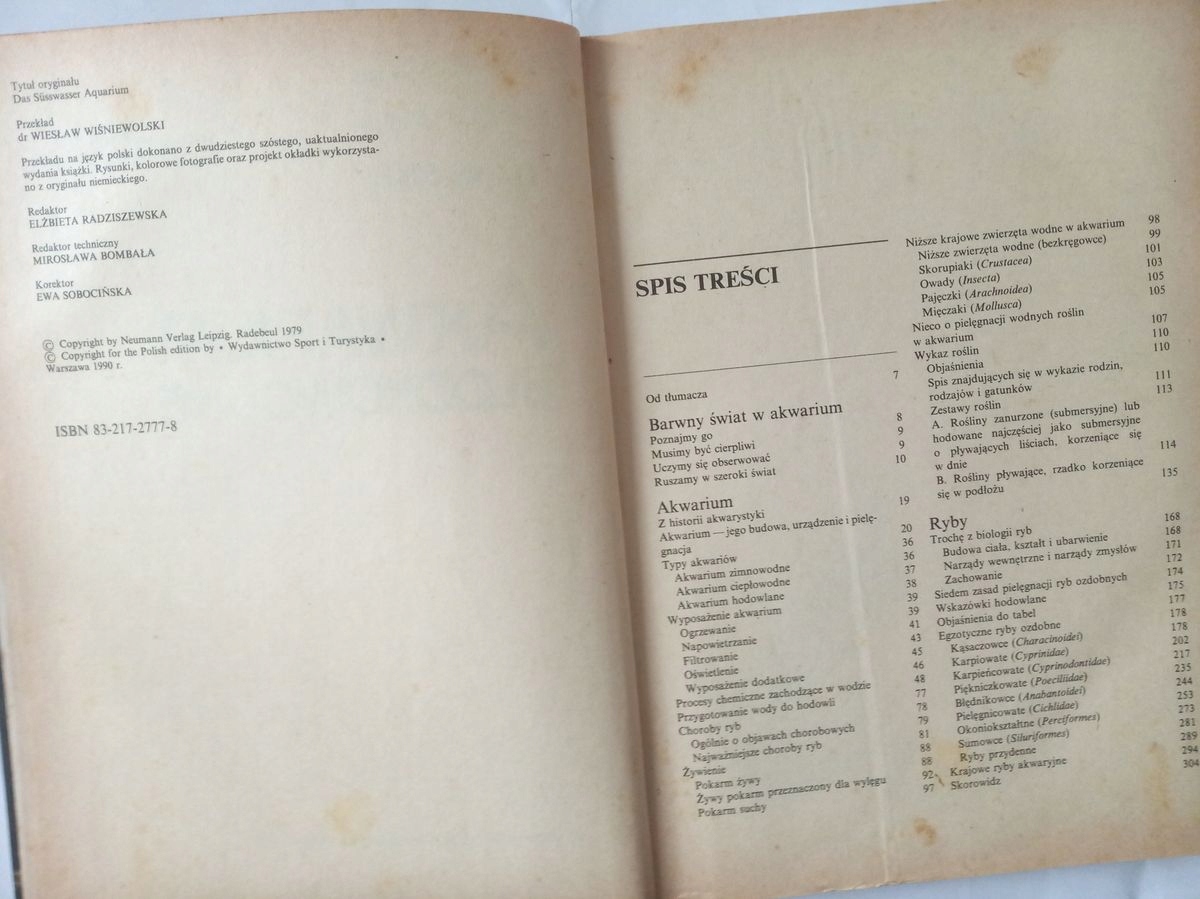 Tytuł oryginału
Das Süsswasser Aquarium
Przekład
dr WIESŁAW WIŚNIEWOLSKI
Przekładu na język polski dokonano z dwudziestego szóstego, uaktualnionego
wydania książki. Rysunki, kolorowe fotografie oraz projekt okładki wykorzysta-
no z oryginału niemieckiego.
Redaktor
ELŻBIETA RADZISZEWSKA
Redaktor techniczny
MIROSŁAWA BOMBAŁA
Korektor
EWA SOBOCIŃSKA
© Copyright by Neumann Verlag Leipzig. Radebeul 1979
© Copyright for the Polish edition by • Wydawnictwo Sport i Turystyka •
Warszawa 1990 r.
ISBN 83-217-2777-8
SPIS TREŚCI
Od tłumacza 7
Barwny świat w akwarium
Poznajmy go 8
Musimy być cierpliwi 9
Uczymy się obserwować 9
Ruszamy w szeroki świat 10
Akwarium
Z historii akwarystyki 19
Akwarium — jego budowa, urządzenie i pielę-
gnacja 20
Typy akwariów 36
Akwarium zimnowodne 36
Akwarium ciepłowodne 37
Akwarium hodowlane 38
Wyposażenie akwarium 39
Ogrzewanie 39
Napowietrzanie 41
Filtrowanie 43
Oświetlenie 45
Wyposażenie dodatkowe 46
Procesy chemiczne zachodzące w wodzie 48
Przygotowanie wody do hodowli 77
Choroby ryb 78
Ogólnie o objawach chorobowych 79
Najważniejsze choroby ryb 81
Żywienie 88
Pokarm żywy 88
Żywy pokarm przeznaczony dla wylęgu 92
Pokarm suchy 97
Niższe krajowe zwierzęta wodne w akwarium 98
Niższe zwierzęta wodne (bezkręgowce) 99
Skorupiaki (Crustacea) 101
Owady (Insecta) 103
Pajęczki (Arachnoidea) 105
Mięczaki (Mollusca) 105
Nieco o pielęgnacji wodnych roślin
w akwarium 107
Wykaz roślin 110
Objaśnienia 110
Spis znajdujących się w wykazie rodzin,
rodzajów i gatunków 111
Zestawy roślin 113
A. Rośliny zanurzone (submersyjne) lub
hodowane najczęściej jako submersyjne
o pływających liściach, korzeniące się
w dnie 114
B. Rośliny pływające, rzadko korzeniące
się w podłożu 135
Ryby
Trochę z biologii ryb 168
Budowa ciała, kształt i ubarwienie 168
Narządy wewnętrzne i narządy zmysłów 171
Zachowanie 172
Siedem zasad pielęgnacji ryb ozdobnych 174
Wskazówki hodowlane 175
Objaśnienia do tabel 177
Egzotyczne ryby ozdobne 178
Kąsaczowce (Characinoidei) 178
Karpiowate (Cyprinidae) 202
Karpieńcowate (Cyprinodontidae) 217
Piękniczkowate (Poeciliidae) 235
Błędnikowce (Anabantoidei) 244
Pielęgnicowate (Cichlidae) 253
Okoniokształtne (Perciformes) 273
Sumowce (Siluriformes) 281
Ryby przydenne 289
Krajowe ryby akwaryjne 294
Skorowidz 304